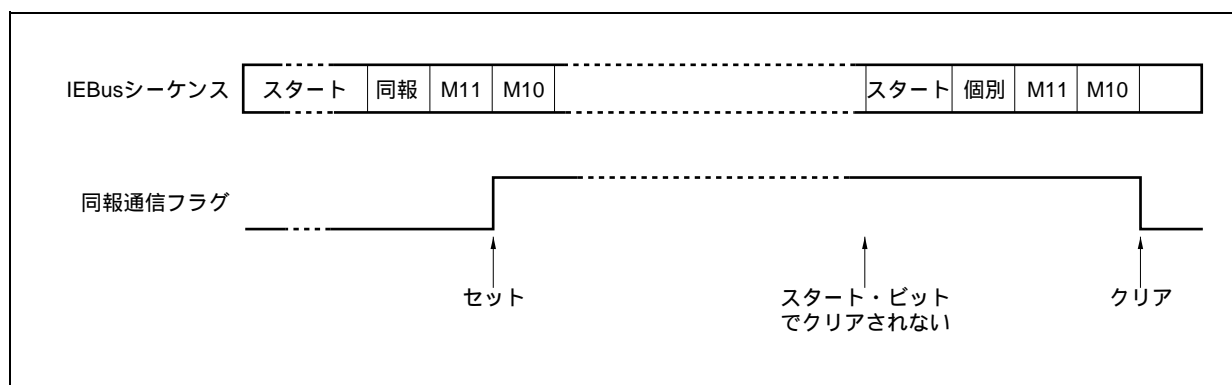 IEBusシーケンス スタート 同報 M11 M10 スタート 個別 M11 M10
同報通信フラグ
セット
スタート・ビット
でクリアされない
クリア